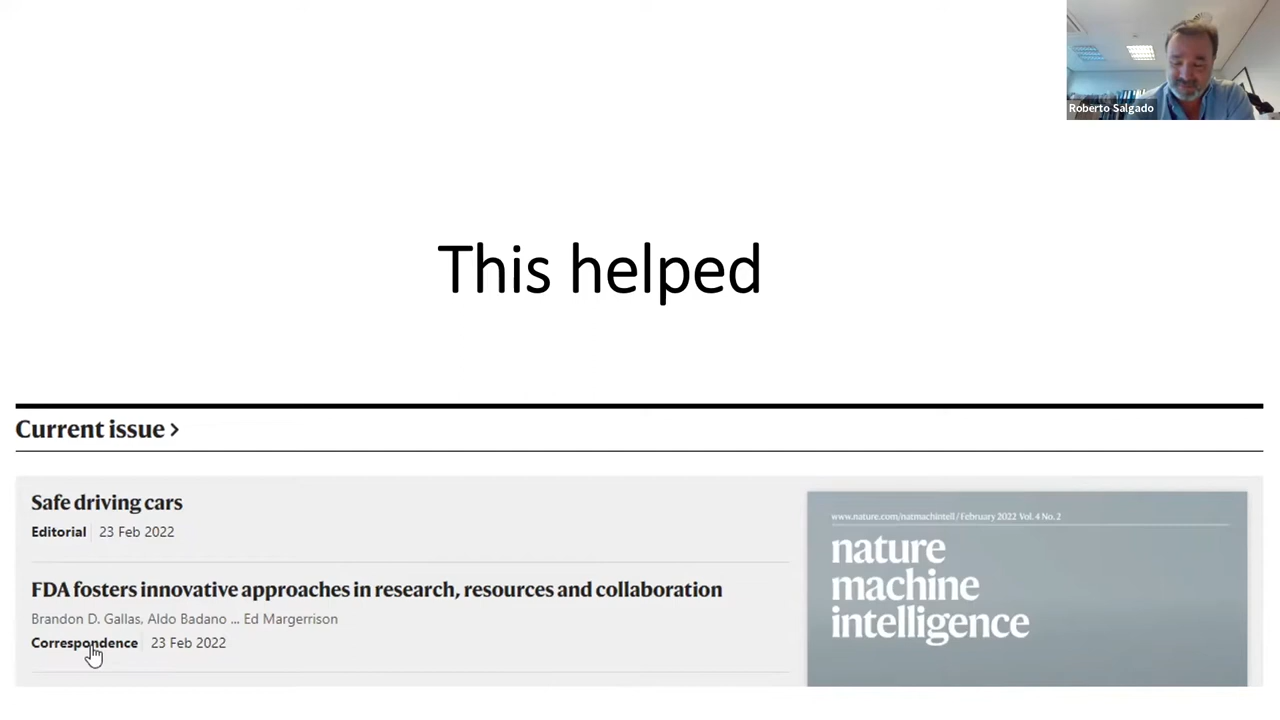 Roberto Salgado
This helped
Current issue >
Safe driving cars
Editorial 23 Feb 2022
FDA fosters innovative approaches in research, resources and collaboration
Brandon D. Gallas, Aldo Badano ... Ed Margerrison
Correspondence 23 Feb 2022
www.nature.com/natmachintell / February 2022 Vol. 4 No. 2
nature
machine
intelligence